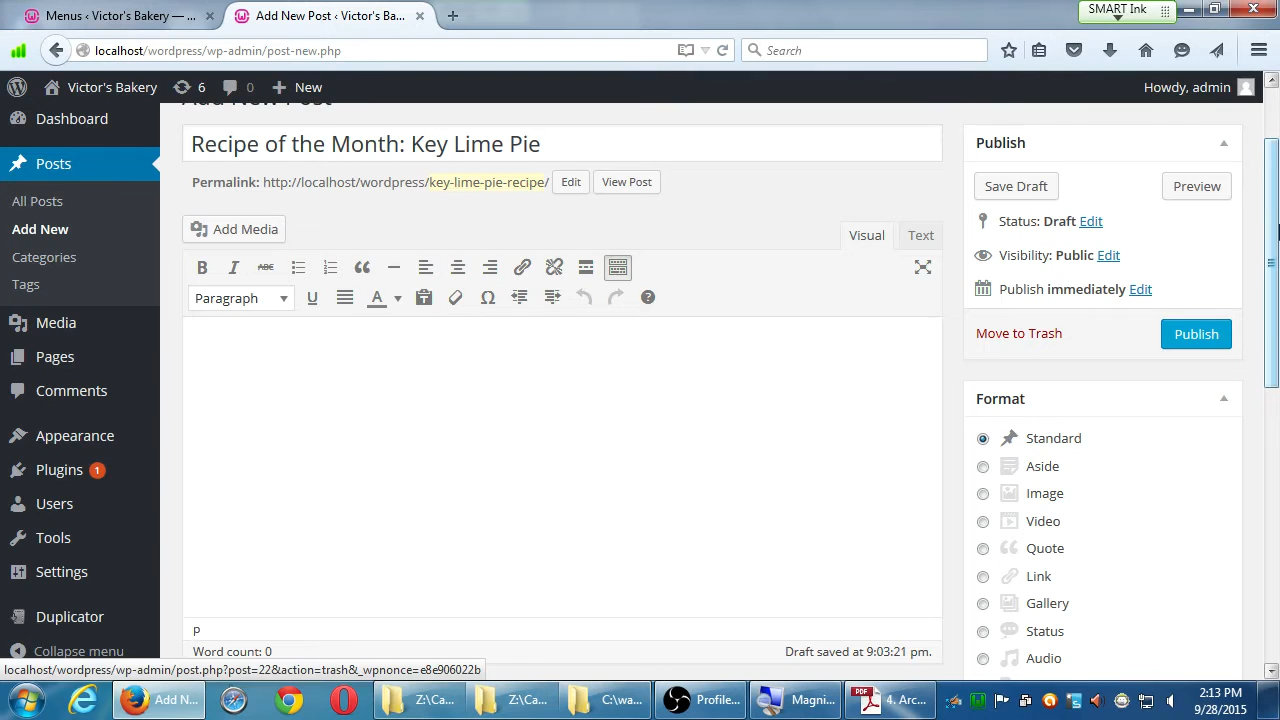 Menus ‹ Victor's Bakery — ...
Add New Post ‹ Victor's Ba...
SMART Ink
localhost/wordpress/wp-admin/post-new.php
Search
Victor's Bakery
6
0
New
Howdy, admin
Dashboard
Posts
All Posts
Add New
Categories
Tags
Media
Pages
Comments
Appearance
Plugins 1
Users
Tools
Settings
Duplicator
Collapse menu
Add New Post
Recipe of the Month: Key Lime Pie
Permalink: http://localhost/wordpress/key-lime-pie-recipe/ Edit View Post
Add Media
Visual Text
B I ABC
Paragraph U A Ω
p
Word count: 0 Draft saved at 9:03:21 pm.
Publish
Save Draft Preview
Status: Draft Edit
Visibility: Public Edit
Publish immediately Edit
Move to Trash Publish
Format
Standard
Aside
Image
Video
Quote
Link
Gallery
Status
Audio
localhost/wordpress/wp-admin/post.php?post=22&action=trash&_wpnonce=e8e906022b
Add N...
Z:\Ca...
Z:\Ca...
C:\wa...
Profile...
Magni...
PDF
4. Arc...
2:13 PM
9/28/2015